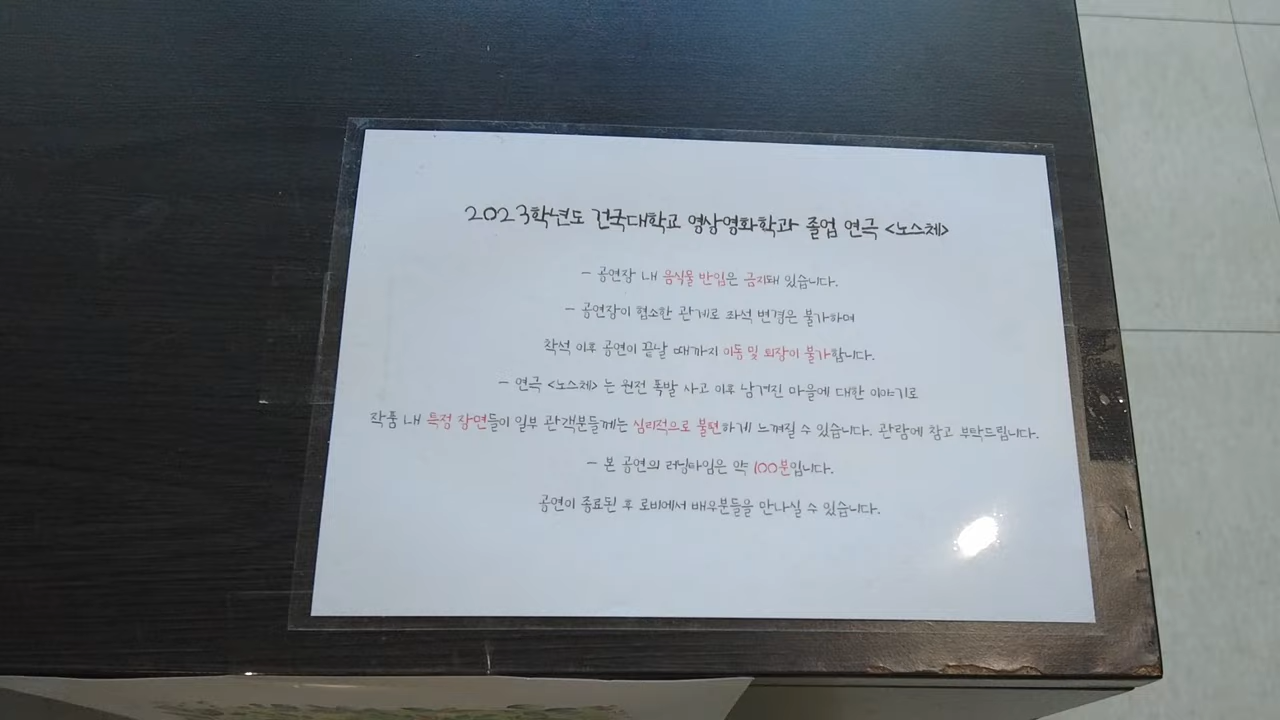 2023학년도 건국대학교 영상영화학과 졸업 연극 <노스체>
- 공연장 내 음식물 반입은 금지돼 있습니다.
- 공연장이 협소한 관계로 좌석 변경은 불가하며
착석 이후 공연이 끝날 때까지 이동 및 퇴장이 불가합니다.
- 연극 <노스체> 는 원전 폭발 사고 이후 남겨진 마을에 대한 이야기로
작품 내 특정 장면들이 일부 관객분들께는 심리적으로 불편하게 느껴질 수 있습니다. 관람에 참고 부탁드립니다.
- 본 공연의 러닝타임은 약 100분입니다.
공연이 종료된 후 로비에서 배우분들을 만나실 수 있습니다.